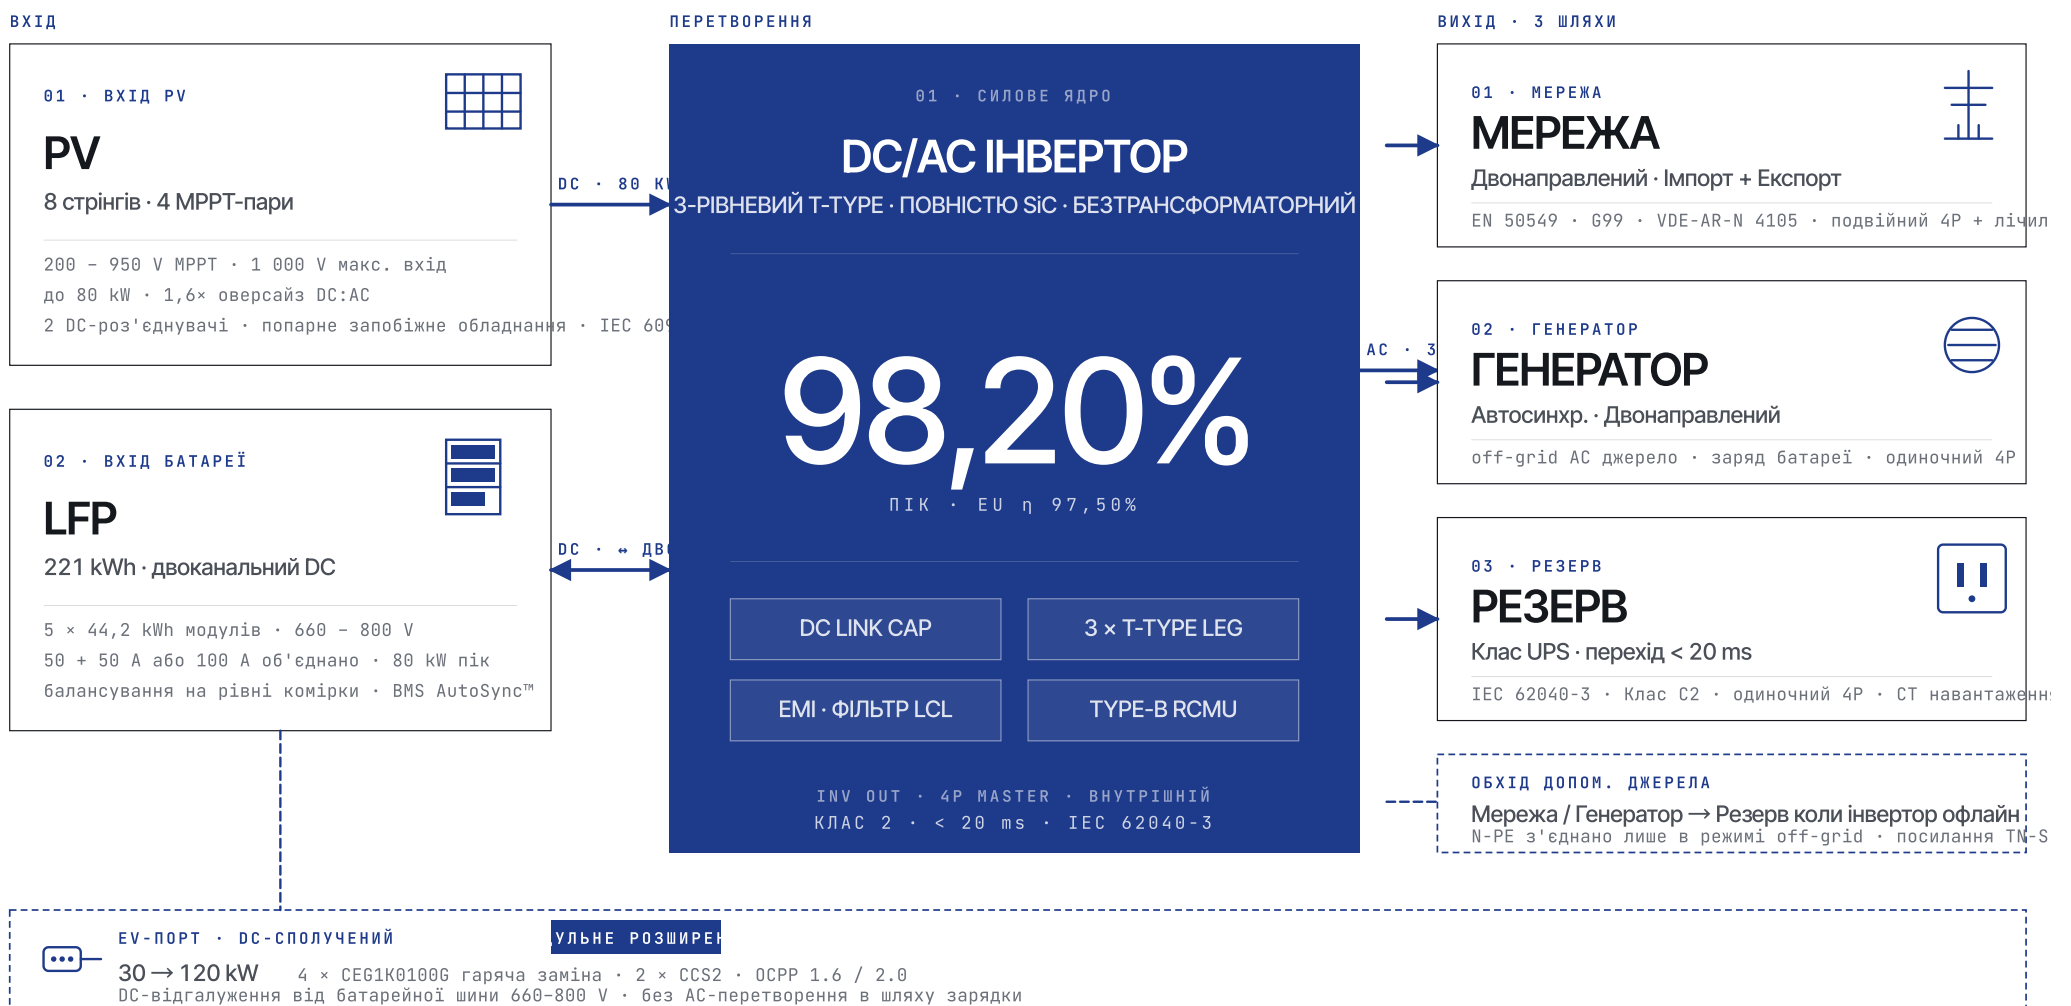 ВХІД
01 · ВХІД PV
PV
8 стрінгів · 4 MPPT-пари
200 – 950 V MPPT · 1 000 V макс. вхід
до 80 kW · 1,6× оверсайз DC:AC
2 DC-роз'єднувачі · попарне запобіжне обладнання · IEC
02 · ВХІД БАТАРЕЇ
LFP
221 kWh · двоканальний DC
5 × 44,2 kWh модулів · 660 – 800 V
50 + 50 A або 100 A об'єднано · 80 kW пік
балансування на рівні комірки · BMS AutoSync™
DC · 80
DC · ↔
ПЕРЕТВОРЕННЯ
01 · СИЛОВЕ ЯДРО
DC/AC ІНВЕРТОР
3-РІВНЕВИЙ T-TYPE · ПОВНІСТЮ SiC · БЕЗТРАНСФОРМАТОРНИЙ
98,20%
ПІК · EU η 97,50%
DC LINK CAP
3 × T-TYPE LEG
EMI · ФІЛЬТР LCL
TYPE-B RCMU
INV OUT · 4P MASTER · ВНУТРІШНІЙ
КЛАС 2 · < 20 ms · IEC 62040-3
AC · 3
ВИХІД · 3 ШЛЯХИ
01 · МЕРЕЖА
МЕРЕЖА
Двонаправлений · Імпорт + Експорт
EN 50549 · G99 · VDE-AR-N 4105 · подвійний 4P +
02 · ГЕНЕРАТОР
ГЕНЕРАТОР
Автосинхр. · Двонаправлений
off-grid AC джерело · заряд батареї · одиночний 4P
03 · РЕЗЕРВ
РЕЗЕРВ
Клас UPS · перехід < 20 ms
IEC 62040-3 · Клас C2 · одиночний 4P · CT
ОБХІД ДОПОМ. ДЖЕРЕЛА
Мережа / Генератор → Резерв коли інвертор офлайн
N-PE з'єднано лише в режимі off-grid · посилання TN-S
EV-ПОРТ · DC-СПОЛУЧЕНИЙ
30 → 120 kW 4 × CEG1K0100G гаряча заміна · 2 × CCS2 · OCPP 1.6 / 2.0
DC-відгалуження від батарейної шини 660–800 V · без AC-перетворення в шляху зарядки